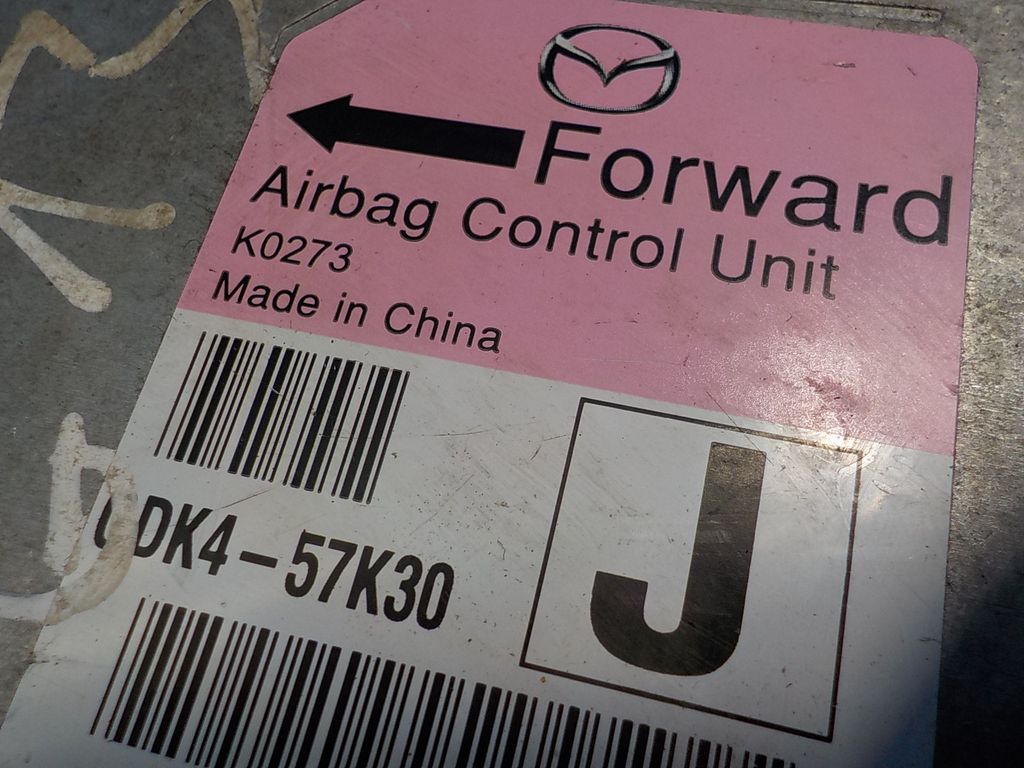 Forward
Airbag Control Unit
K0273
Made in China
DK4-57K30
J